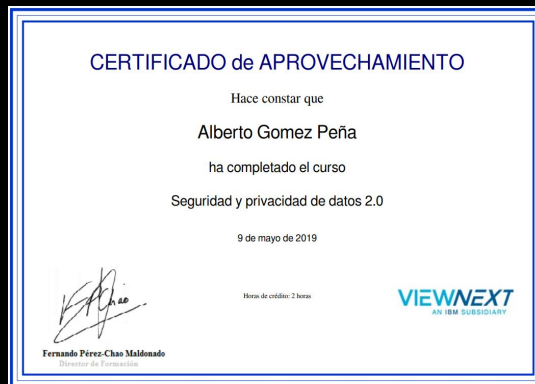 CERTIFICADO de APROVECHAMIENTO
Hace constar que
Alberto Gomez Peña
ha completado el curso
Seguridad y privacidad de datos 2.0
9 de mayo de 2019
Horas de crédito: 2 horas
VIEWNEXT
AN IBM SUBSIDIARY
Fernando Pérez-Chao Maldonado
Director de Formación